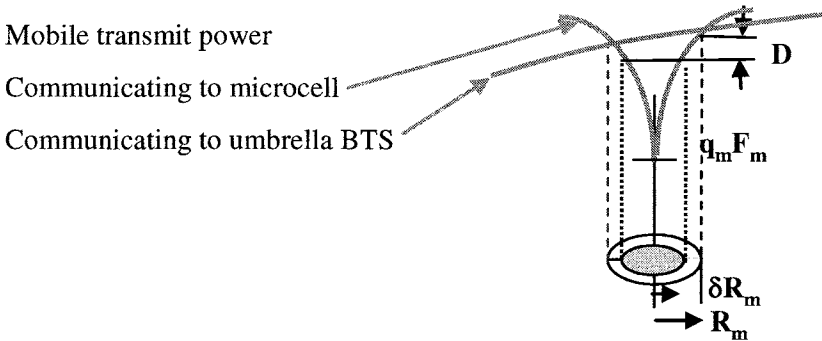 Mobile transmit power
D
Communicating to microcell
Communicating to umbrella BTS
qmFm
δRm
Rm